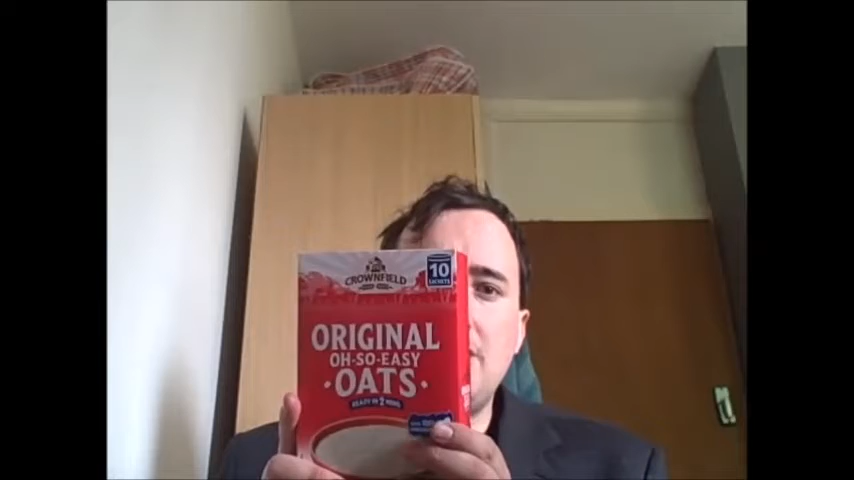 CROWNFIELD
10
SACHETS
ORIGINAL
OH-SO-EASY
OATS
READY IN 2 MINS